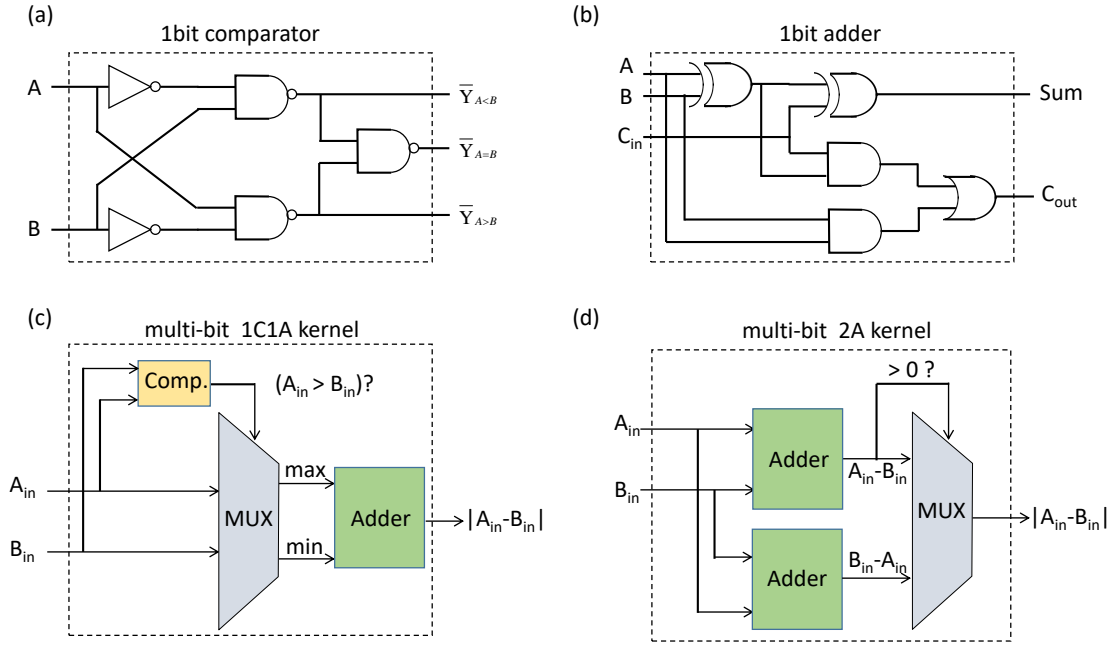 (a)
1bit comparator
A
B
Y̅ A<B
Y̅ A=B
Y̅ A>B
(b)
1bit adder
A
B
Cin
Sum
Cout
(c)
multi-bit 1C1A kernel
Comp.
(Ain > Bin)?
Ain
Bin
MUX
max
min
Adder
|Ain-Bin|
(d)
multi-bit 2A kernel
> 0 ?
Ain
Bin
Adder
Ain-Bin
Adder
Bin-Ain
MUX
|Ain-Bin|